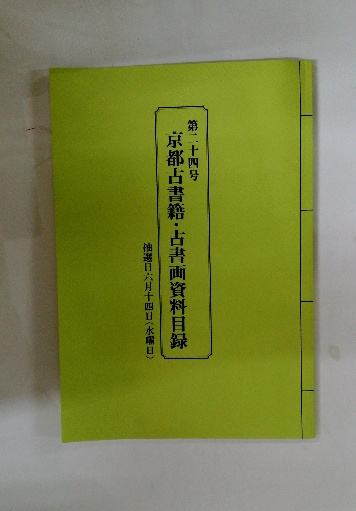 第二十四号
京都古書籍・古書画資料目録
抽選日六月十四日（水曜日）